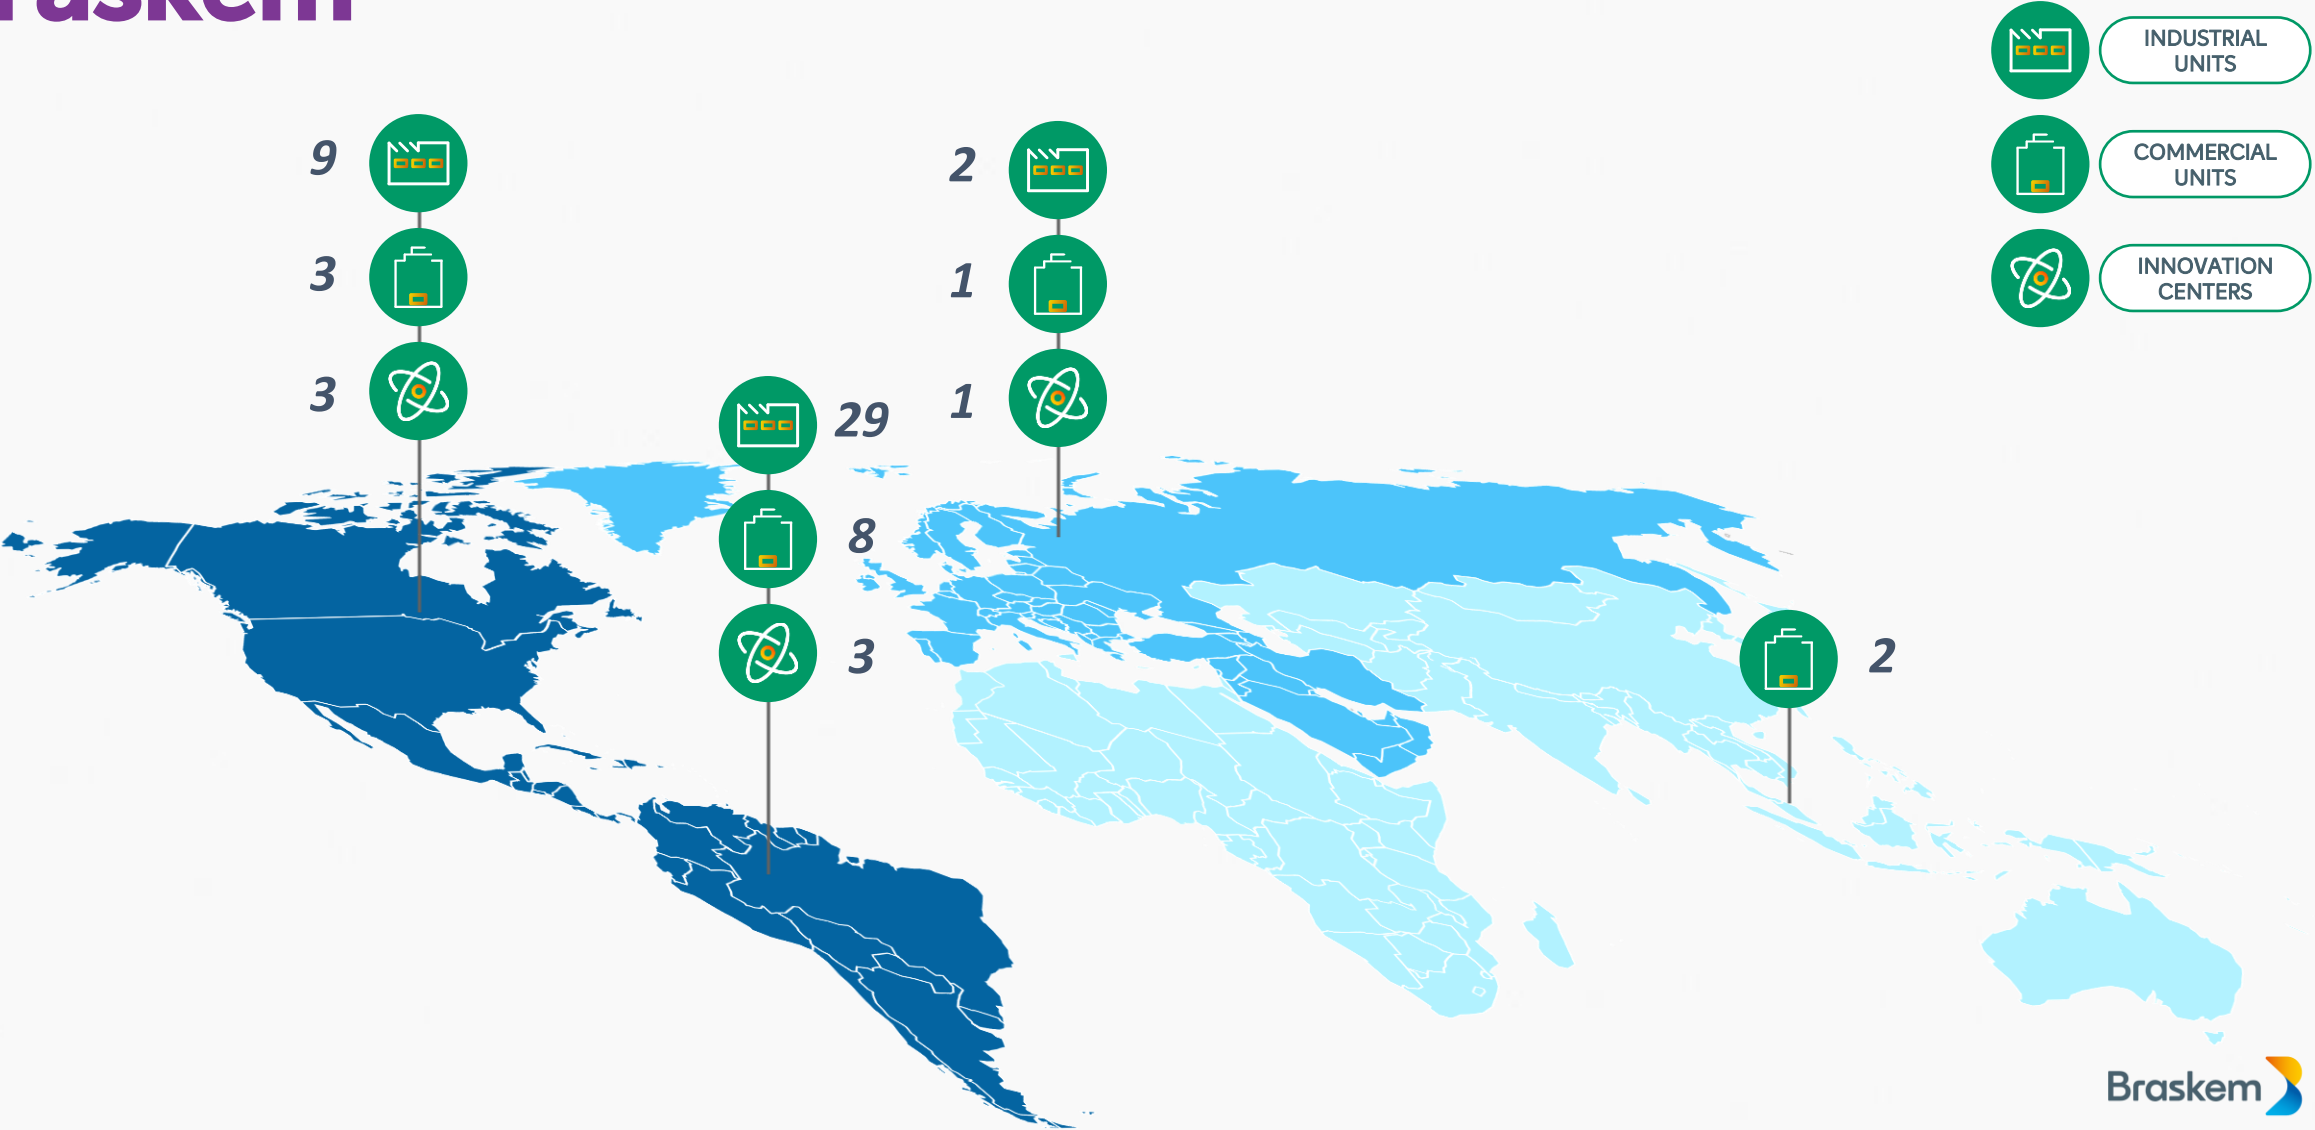 INDUSTRIAL
UNITS
COMMERCIAL
UNITS
INNOVATION
CENTERS
9
3
3
29
8
3
2
1
1
2
Braskem